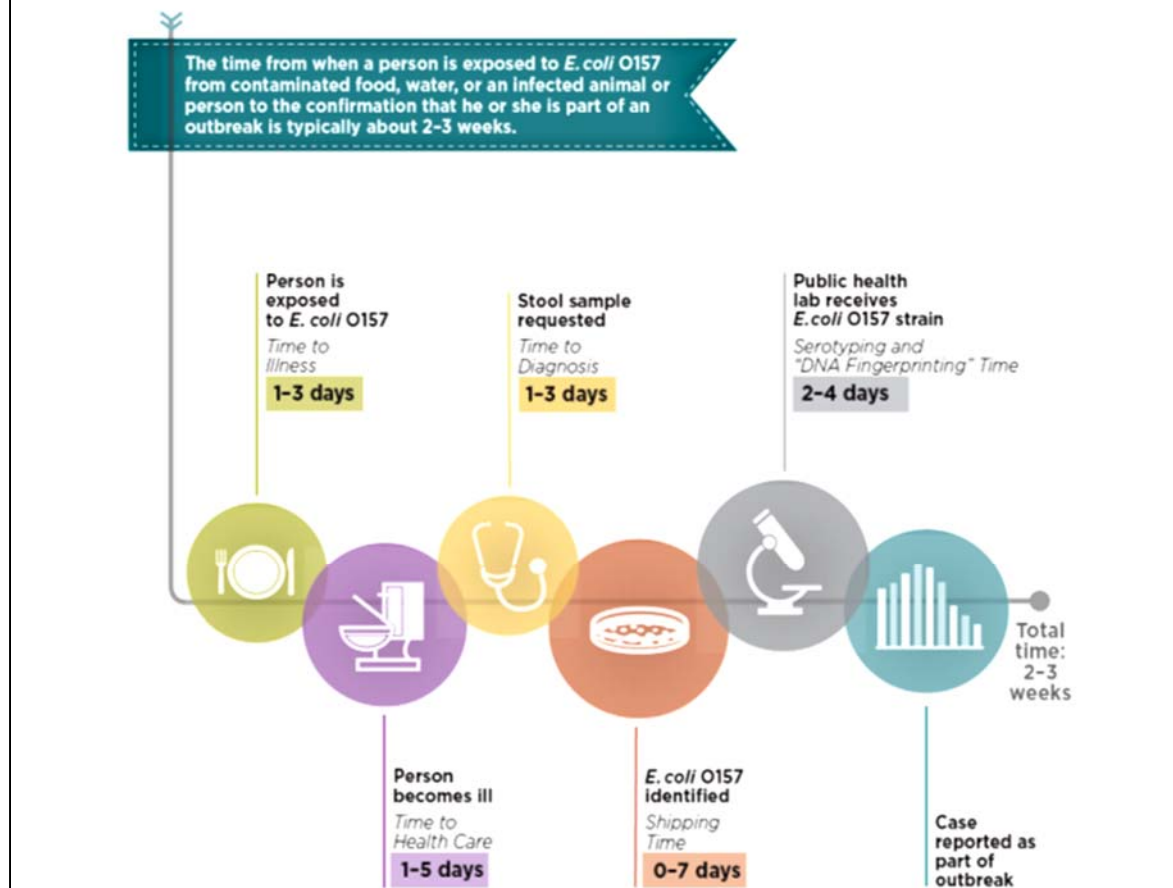 The time from when a person is exposed to E. coli O157
from contaminated food, water, or an infected animal or
person to the confirmation that he or she is part of an
outbreak is typically about 2–3 weeks.
Person is
exposed
to E. coli O157
Time to
Illness
1–3 days
Stool sample
requested
Time to
Diagnosis
1–3 days
Public health
lab receives
E. coli O157 strain
Serotyping and
“DNA Fingerprinting” Time
2–4 days
Total
time:
2–3
weeks
Person
becomes ill
Time to
Health Care
1–5 days
E. coli O157
identified
Shipping
Time
0–7 days
Case
reported as
part of
outbreak